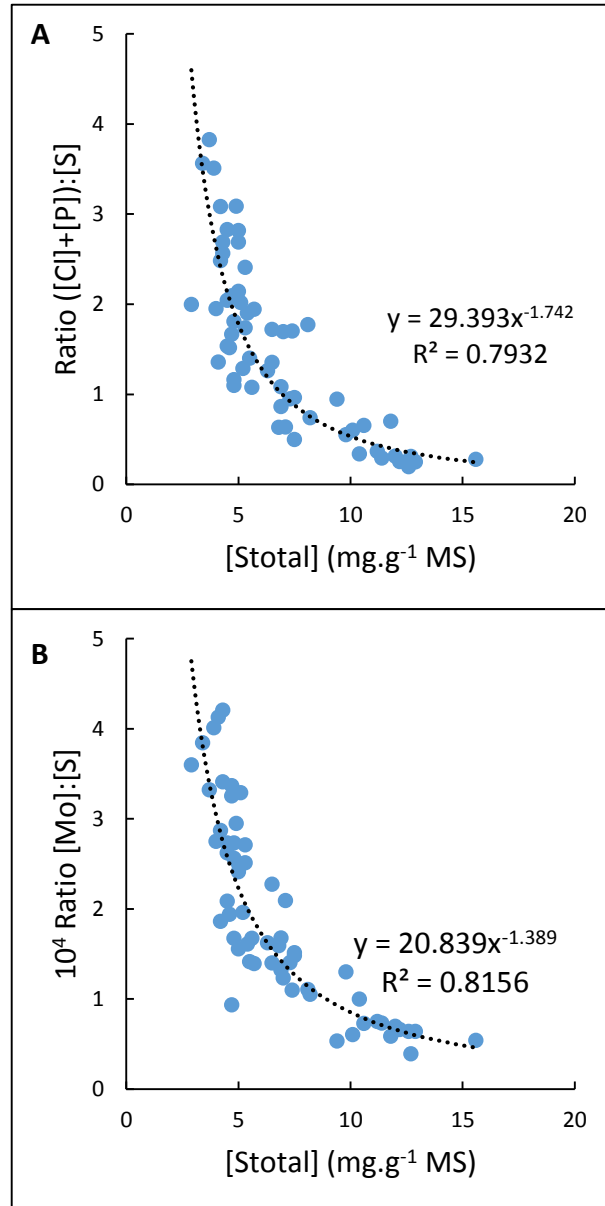 A
Ratio ([Cl]+[P]):[S]
5
4
3
2
1
0
y = 29.393x⁻¹·⁷⁴²
R² = 0.7932
0 5 10 15 20
[Stotal] (mg.g⁻¹ MS)
B
10⁴ Ratio [Mo]:[S]
5
4
3
2
1
0
y = 20.839x⁻¹·³⁸⁹
R² = 0.8156
0 5 10 15 20
[Stotal] (mg.g⁻¹ MS)